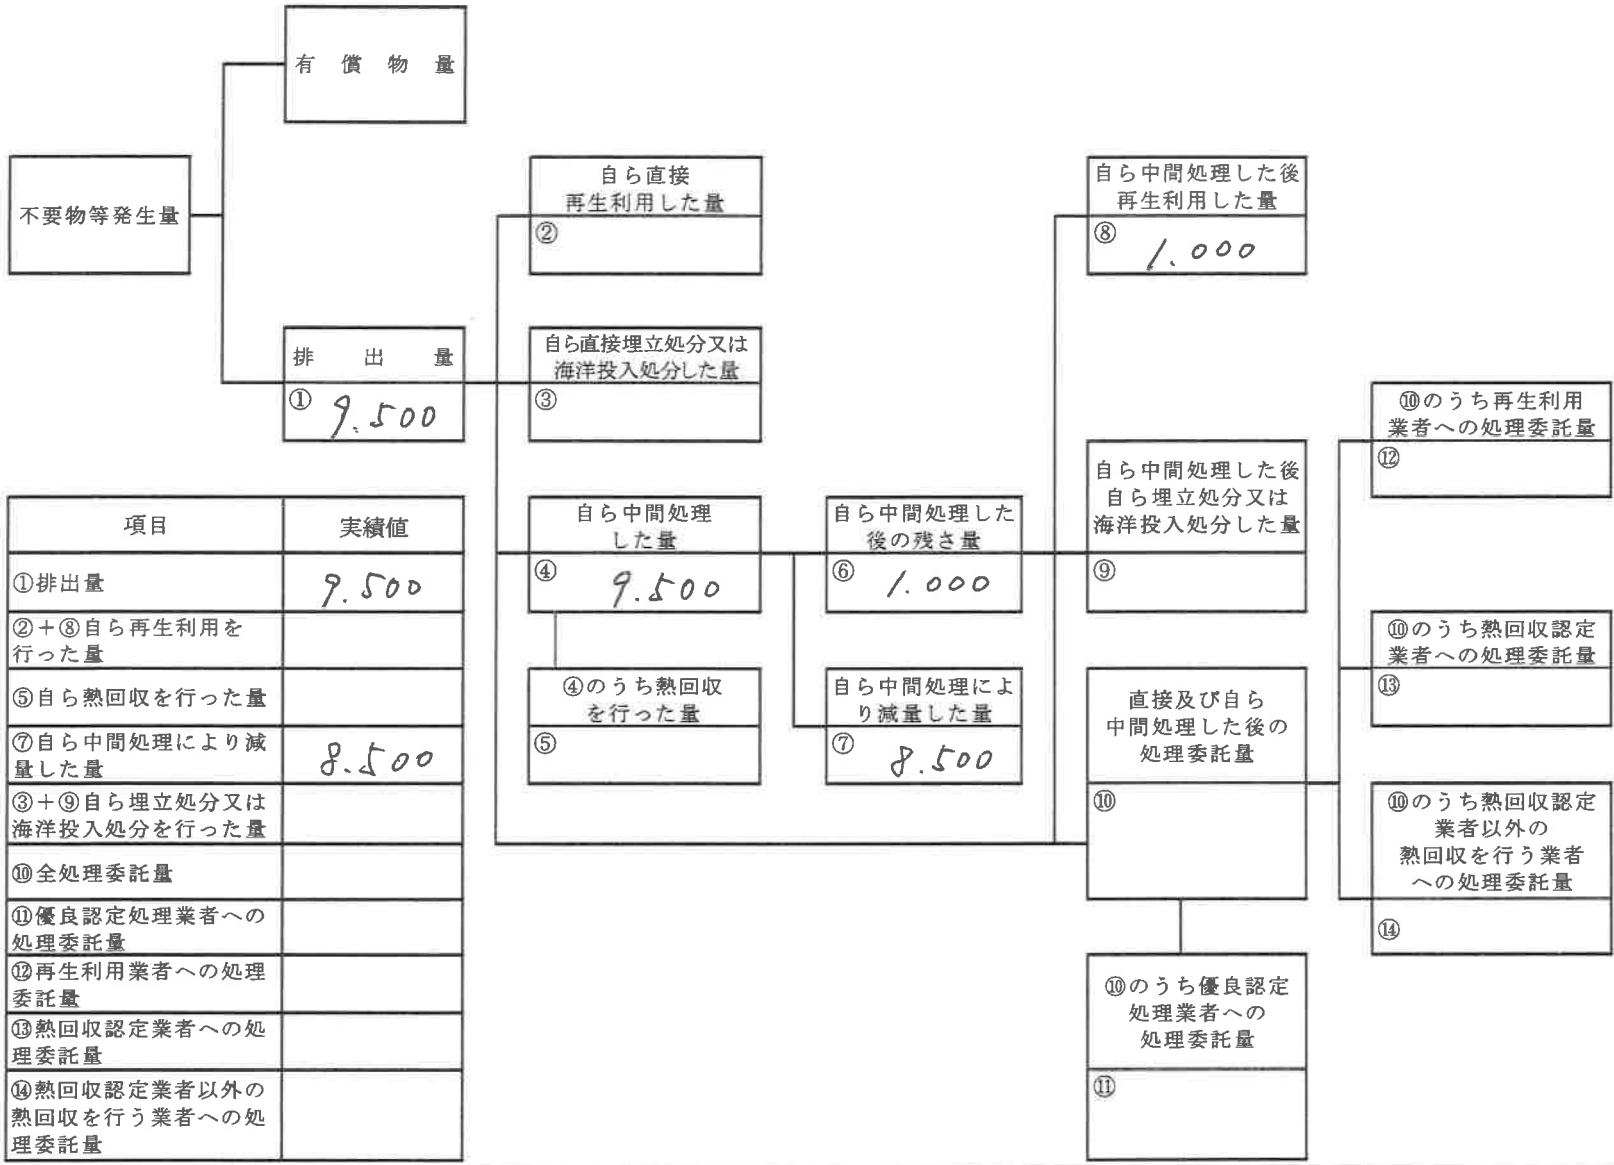 有償物量
不要物等発生量
排出量
① 9.500
自ら直接
再生利用した量
②
自ら直接埋立処分又は
海洋投入処分した量
③
自ら中間処理
した量
④ 9.500
④のうち熱回収
を行った量
⑤
自ら中間処理した
後の残さ量
⑥ 1.000
自ら中間処理によ
り減量した量
⑦ 8.500
自ら中間処理した後
再生利用した量
⑧ 1.000
自ら中間処理した後
自ら埋立処分又は
海洋投入処分した量
⑨
直接及び自ら
中間処理した後の
処理委託量
⑩
⑩のうち優良認定
処理業者への
処理委託量
⑪
⑩のうち再生利用
業者への処理委託量
⑫
⑩のうち熱回収認定
業者への処理委託量
⑬
⑩のうち熱回収認定
業者以外の
熱回収を行う業者
への処理委託量
⑭
項目 実績値
①排出量 9.500
②+⑧自ら再生利用を
行った量
⑤自ら熱回収を行った量
⑦自ら中間処理により減
量した量 8.500
③+⑨自ら埋立処分又は
海洋投入処分を行った量
⑩全処理委託量
⑪優良認定処理業者への
処理委託量
⑫再生利用業者への処理
委託量
⑬熱回収認定業者への処
理委託量
⑭熱回収認定業者以外の
熱回収を行う業者への処
理委託量